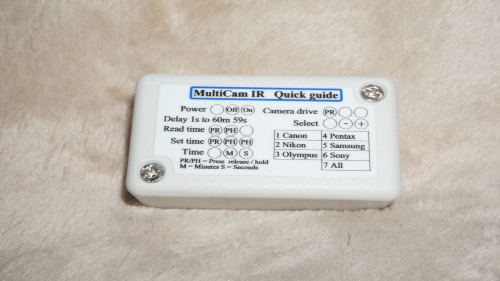 MultiCam IR Quick guide
Power Off On
Camera drive PR
Delay 1s to 60m 59s
Select - +
Read time PR PH
Set time PR PH PH
Time M S
PR/PH = Press release / hold
M = Minutes S = Seconds
1 Canon 4 Pentax
2 Nikon 5 Samsung
3 Olympus 6 Sony
7 All